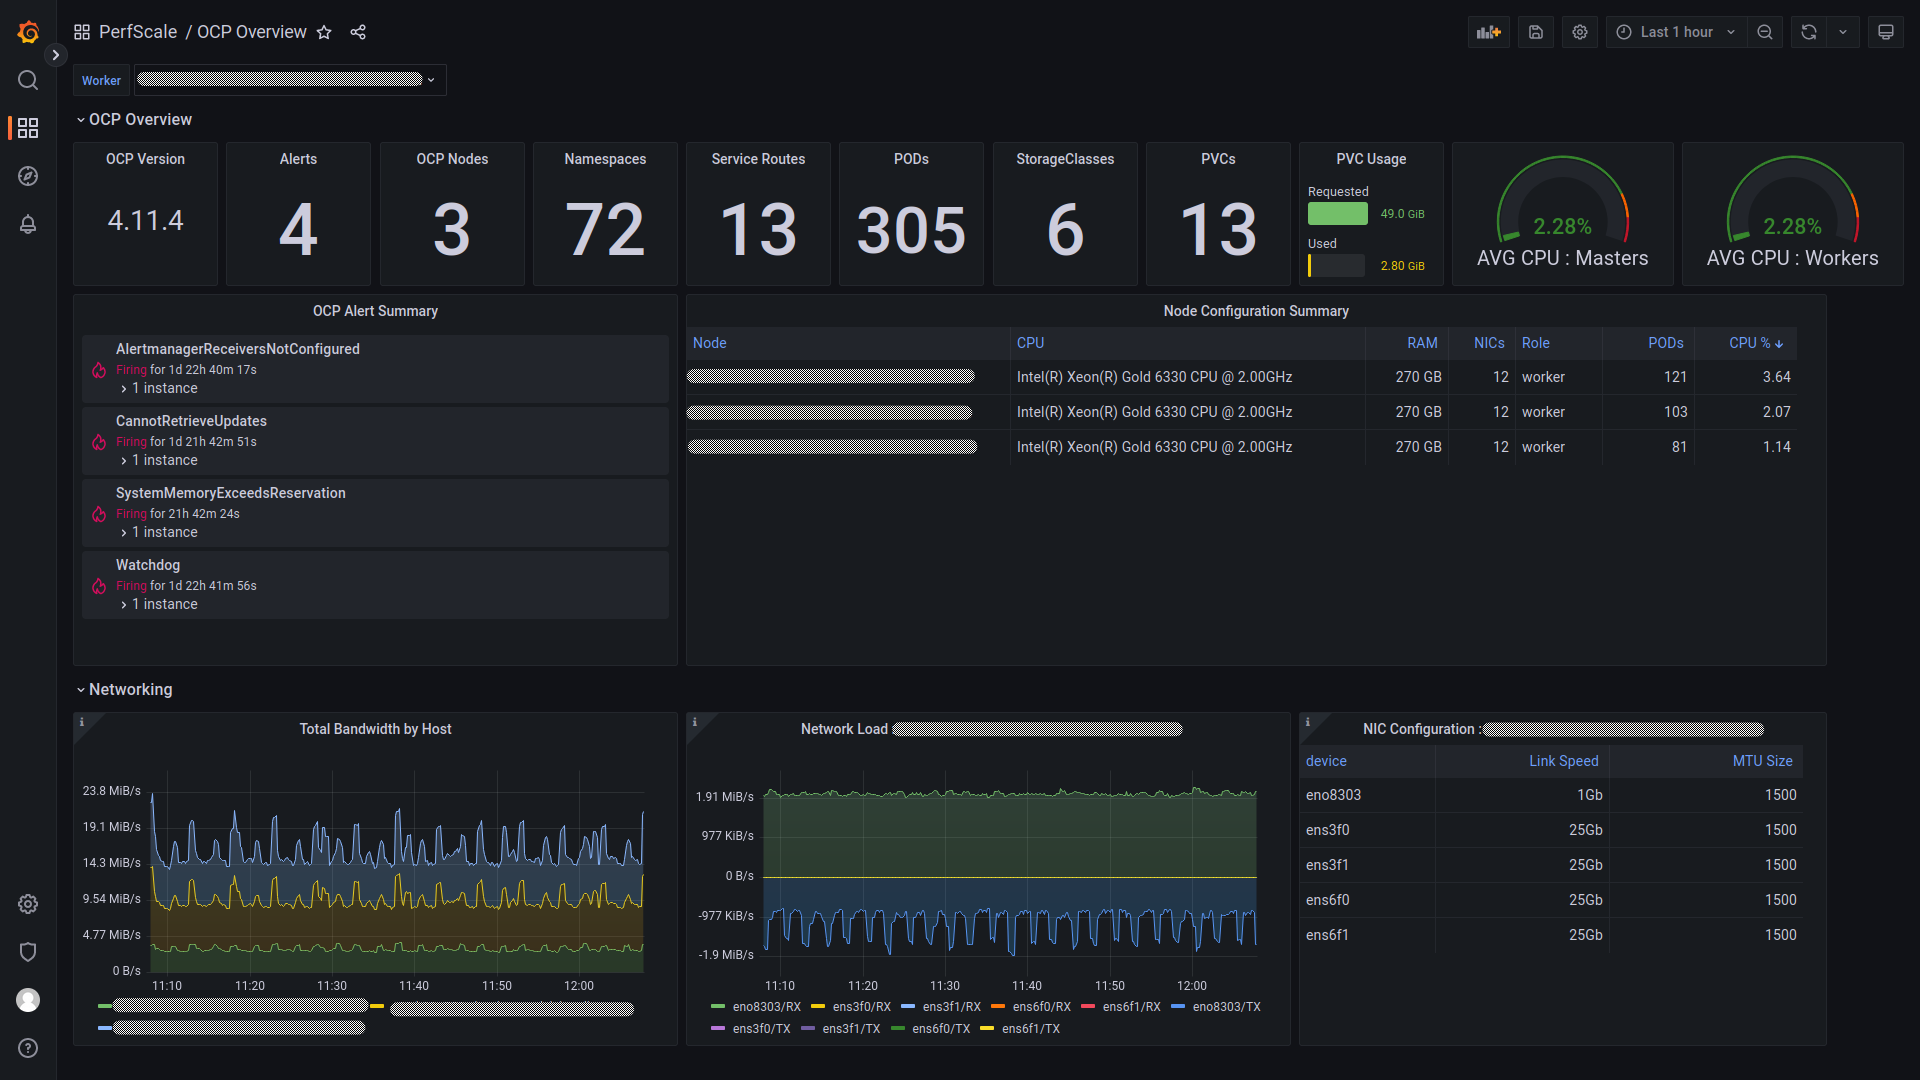 PerfScale / OCP Overview
Last 1 hour
Worker
OCP Overview
OCP Version
4.11.4
Alerts
4
OCP Nodes
3
Namespaces
72
Service Routes
13
PODs
305
StorageClasses
6
PVCs
13
PVC Usage
Requested
49.0 GiB
Used
2.80 GiB
2.28%
AVG CPU : Masters
2.28%
AVG CPU : Workers
OCP Alert Summary
AlertmanagerReceiversNotConfigured
Firing for 1d 22h 40m 17s
1 instance
CannotRetrieveUpdates
Firing for 1d 21h 42m 51s
1 instance
SystemMemoryExceedsReservation
Firing for 21h 42m 24s
1 instance
Watchdog
Firing for 1d 22h 41m 56s
1 instance
Node Configuration Summary
Node CPU RAM NICs Role PODs CPU %
Intel(R) Xeon(R) Gold 6330 CPU @ 2.00GHz 270 GB 12 worker 121 3.64
Intel(R) Xeon(R) Gold 6330 CPU @ 2.00GHz 270 GB 12 worker 103 2.07
Intel(R) Xeon(R) Gold 6330 CPU @ 2.00GHz 270 GB 12 worker 81 1.14
Networking
Total Bandwidth by Host
23.8 MiB/s
19.1 MiB/s
14.3 MiB/s
9.54 MiB/s
4.77 MiB/s
0 B/s
11:10 11:20 11:30 11:40 11:50 12:00
Network Load
1.91 MiB/s
977 KiB/s
0 B/s
-977 KiB/s
-1.9 MiB/s
11:10 11:20 11:30 11:40 11:50 12:00
eno8303/RX ens3f0/RX ens3f1/RX ens6f0/RX ens6f1/RX eno8303/TX
ens3f0/TX ens3f1/TX ens6f0/TX ens6f1/TX
NIC Configuration :
device Link Speed MTU Size
eno8303 1Gb 1500
ens3f0 25Gb 1500
ens3f1 25Gb 1500
ens6f0 25Gb 1500
ens6f1 25Gb 1500